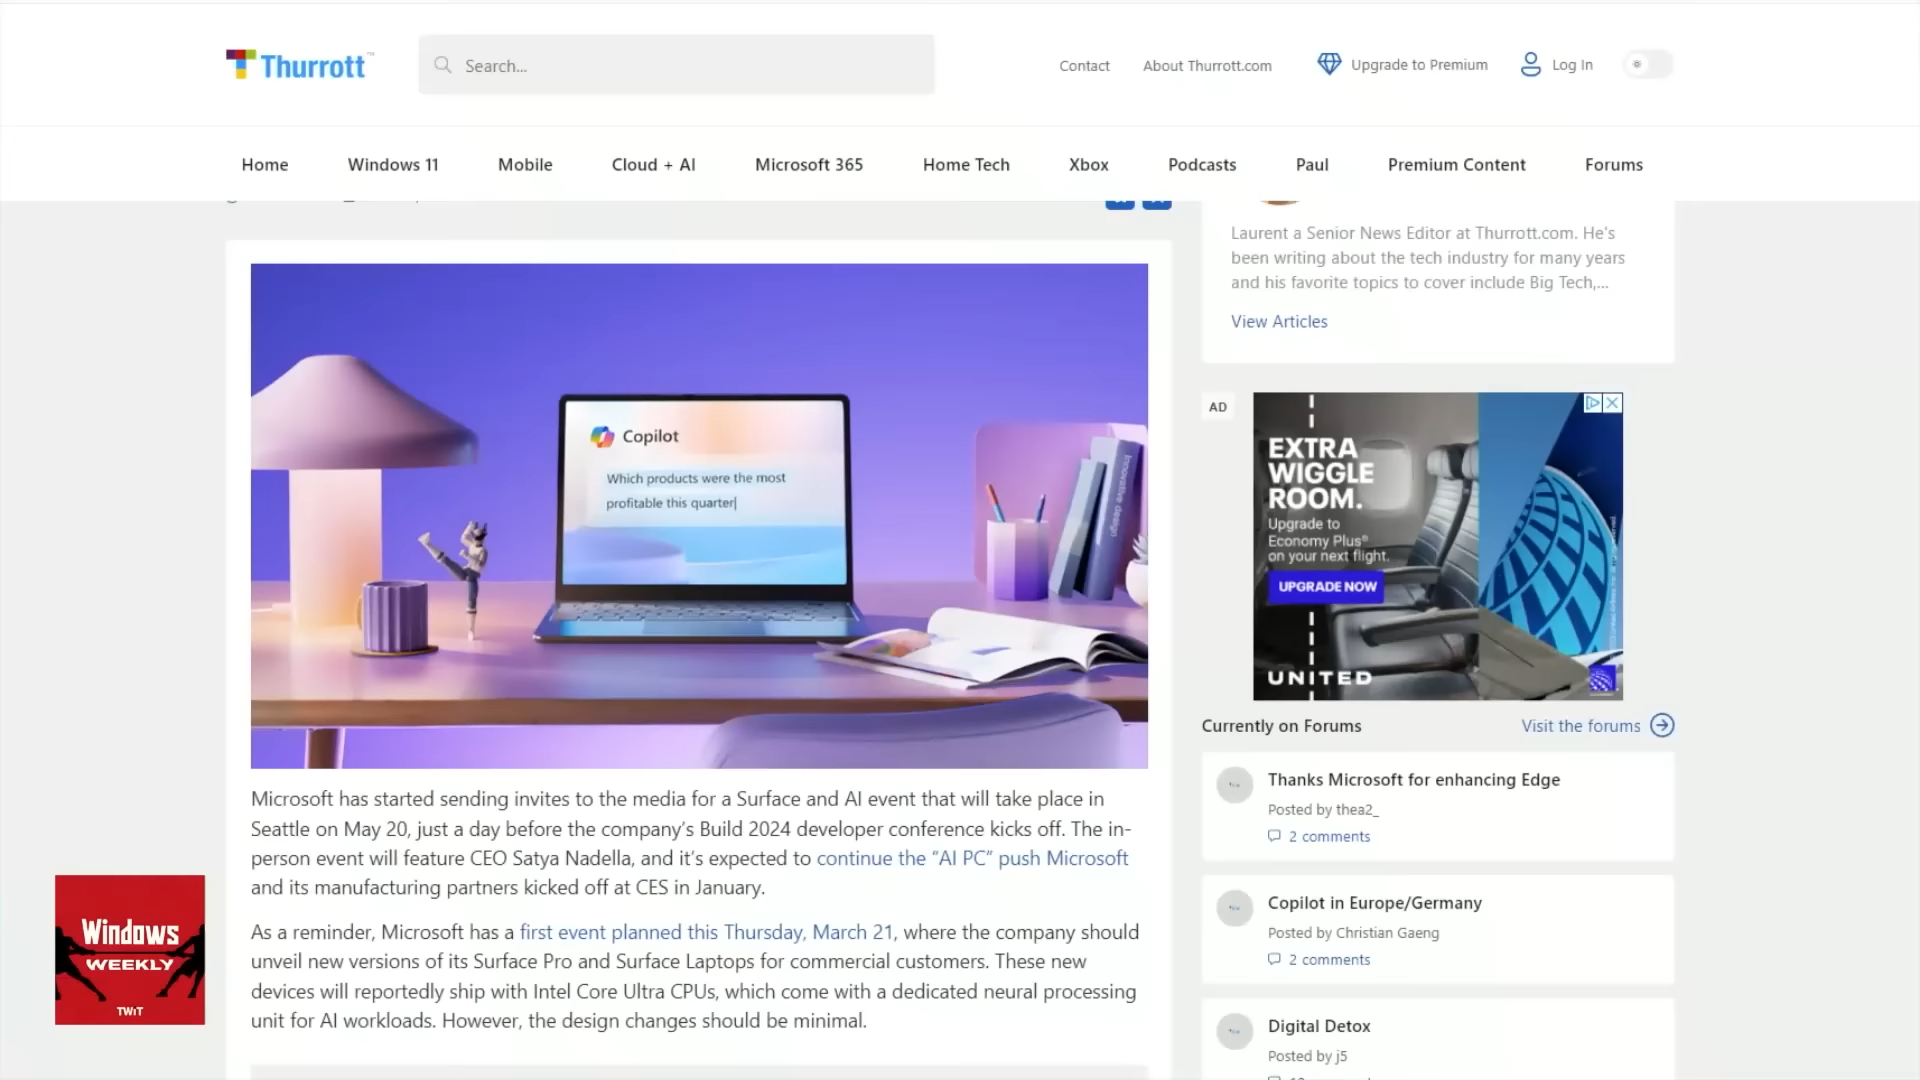 Thurrott
Search...
Contact
About Thurrott.com
Upgrade to Premium
Log In
Home
Windows 11
Mobile
Cloud + AI
Microsoft 365
Home Tech
Xbox
Podcasts
Paul
Premium Content
Forums
Copilot
Which products were the most
profitable this quarter
Innovative design
Microsoft has started sending invites to the media for a Surface and AI event that will take place in
Seattle on May 20, just a day before the company's Build 2024 developer conference kicks off. The in-
person event will feature CEO Satya Nadella, and it's expected to continue the "AI PC" push Microsoft
and its manufacturing partners kicked off at CES in January.
As a reminder, Microsoft has a first event planned this Thursday, March 21, where the company should
unveil new versions of its Surface Pro and Surface Laptops for commercial customers. These new
devices will reportedly ship with Intel Core Ultra CPUs, which come with a dedicated neural processing
unit for AI workloads. However, the design changes should be minimal.
Laurent a Senior News Editor at Thurrott.com. He's
been writing about the tech industry for many years
and his favorite topics to cover include Big Tech,...
View Articles
AD
EXTRA
WIGGLE
ROOM.
Upgrade to
Economy Plus®
on your next flight.
UPGRADE NOW
UNITED
Currently on Forums
Visit the forums
Thanks Microsoft for enhancing Edge
Posted by thea2_
2 comments
Copilot in Europe/Germany
Posted by Christian Gaeng
2 comments
Digital Detox
Posted by j5
Windows
WEEKLY
TWiT